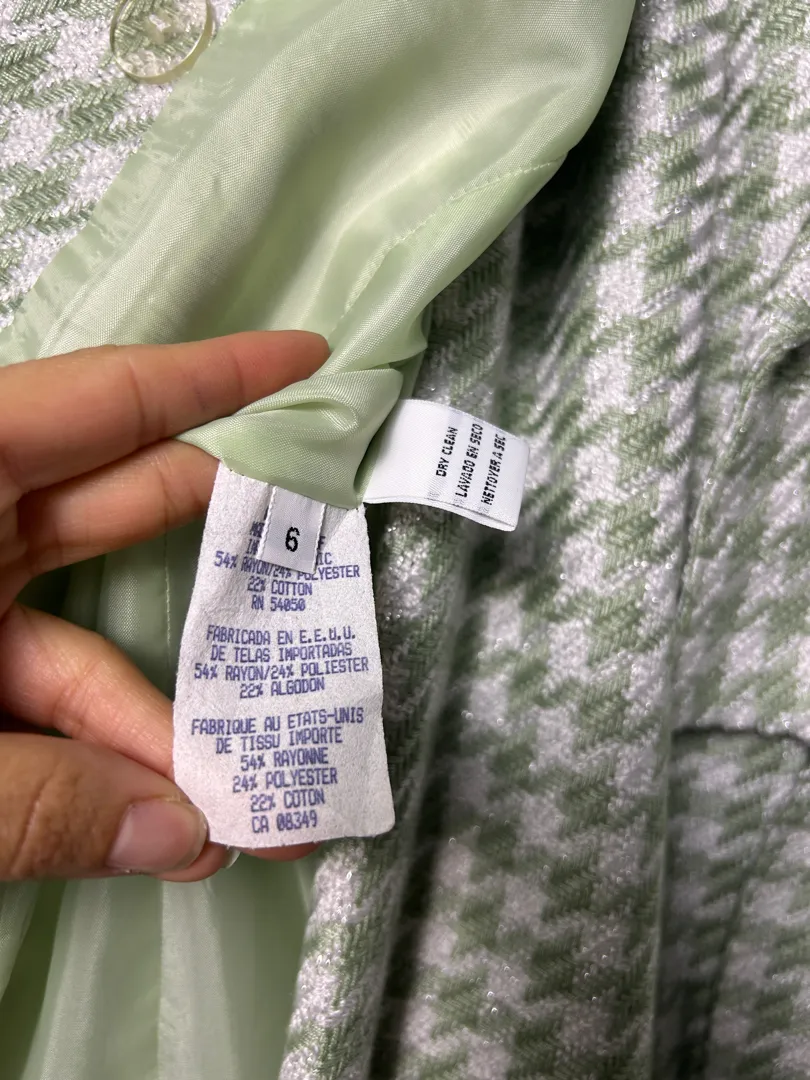 6
54% RAYON/24% POLYESTER
22% COTTON
RN 54050
FABRICADA EN E.E.U.U.
DE TELAS IMPORTADAS
54% RAYON/24% POLIESTER
22% ALGODON
FABRIQUE AU ETATS-UNIS
DE TISSU IMPORTE
54% RAYONNE
24% POLYESTER
22% COTON
CA 08349
DRY CLEAN
LAVADO EN SECO
NETTOYER A SEC